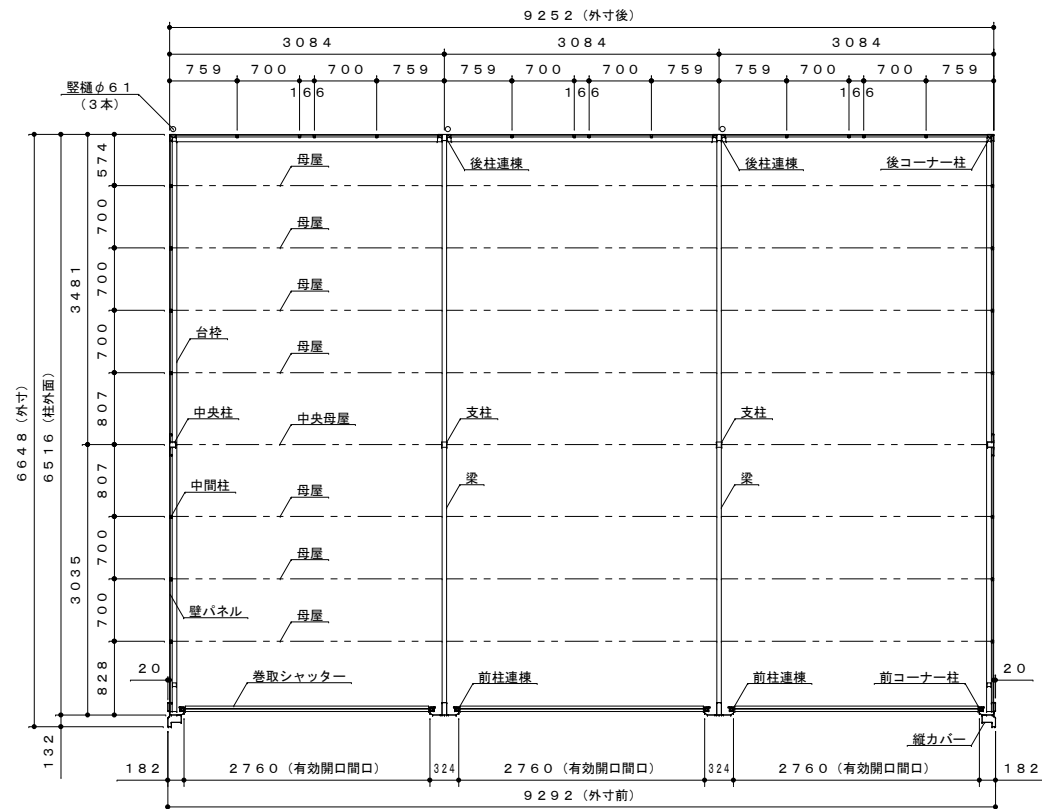 ９２５２（外寸後）
３０８４ ３０８４ ３０８４
７５９ ７００ ７００ ７５９ ７５９ ７００ ７００ ７５９ ７５９ ７００ ７００ ７５９
１６６ １６６ １６６
竪樋φ６１
（３本）
後柱連棟 後柱連棟 後コーナー柱
母屋
母屋
母屋
母屋
台枠
中央柱 中央母屋 支柱 支柱
中間柱 母屋 梁 梁
母屋
壁パネル 母屋
巻取シャッター 前柱連棟 前柱連棟 前コーナー柱
縦カバー
６６４８（外寸）
６５１６（柱外面）
３４８１
３０３５
５７４
７００
７００
７００
８０７
８０７
７００
７００
８２８
１３２
２０ ２０
１８２ ２７６０（有効開口間口） ３２４ ２７６０（有効開口間口） ３２４ ２７６０（有効開口間口） １８２
９２９２（外寸前）